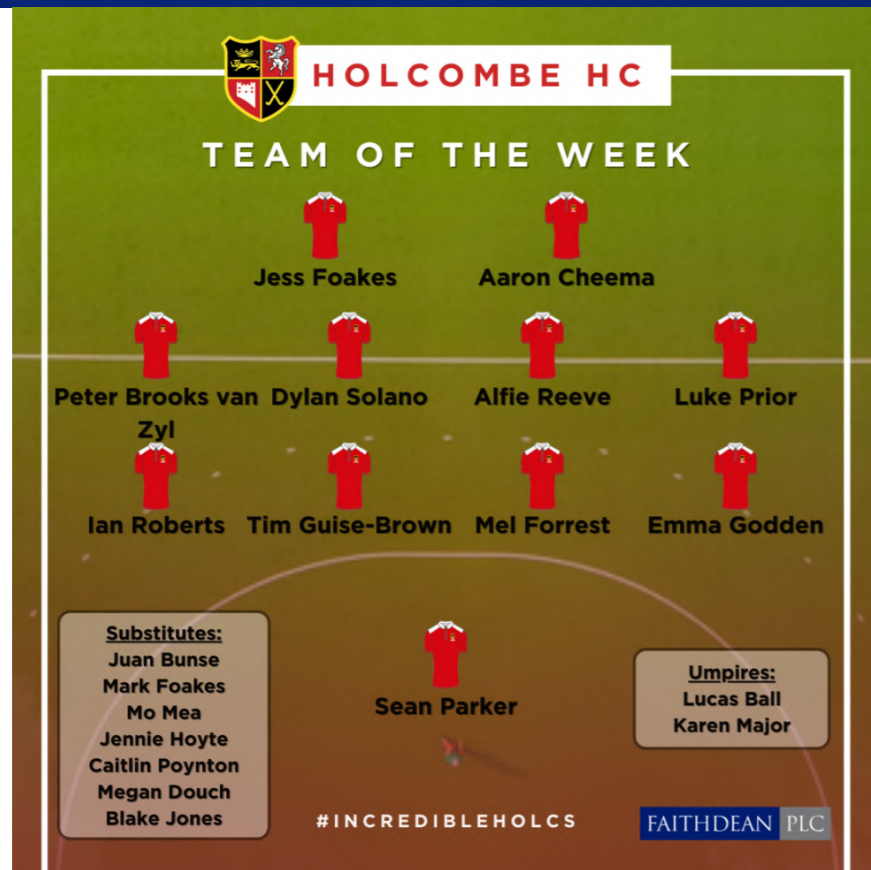 HOLCOMBE HC
TEAM OF THE WEEK
Jess Foakes
Aaron Cheema
Peter Brooks van
Zyl
Dylan Solano
Alfie Reeve
Luke Prior
Ian Roberts
Tim Guise-Brown
Mel Forrest
Emma Godden
Sean Parker
Substitutes:
Juan Bunse
Mark Foakes
Mo Mea
Jennie Hoyte
Caitlin Poynton
Megan Douch
Blake Jones
Umpires:
Lucas Ball
Karen Major
#INCREDIBLEHOLCS
FAITHDEAN PLC